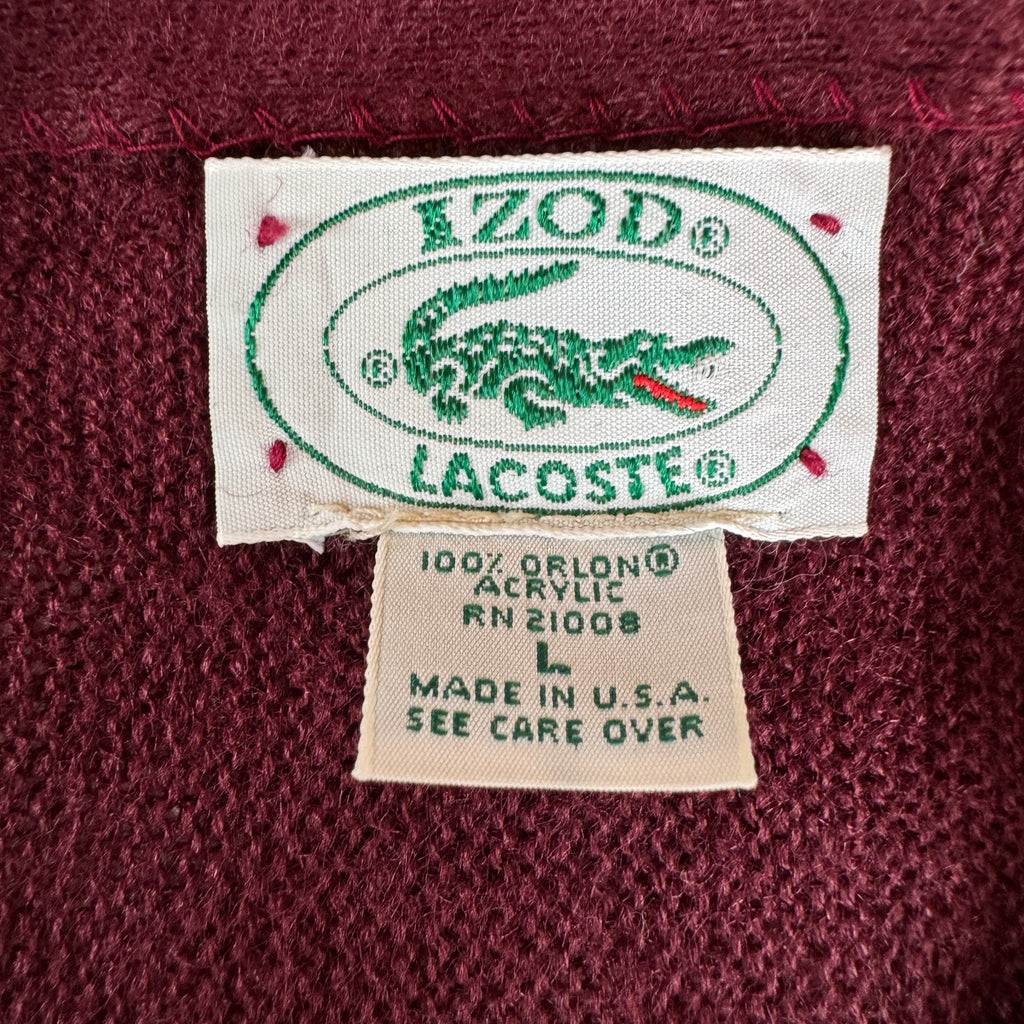 IZOD®
®
LACOSTE®
100% ORLON®
ACRYLIC
RN 21008
L
MADE IN U.S.A.
SEE CARE OVER